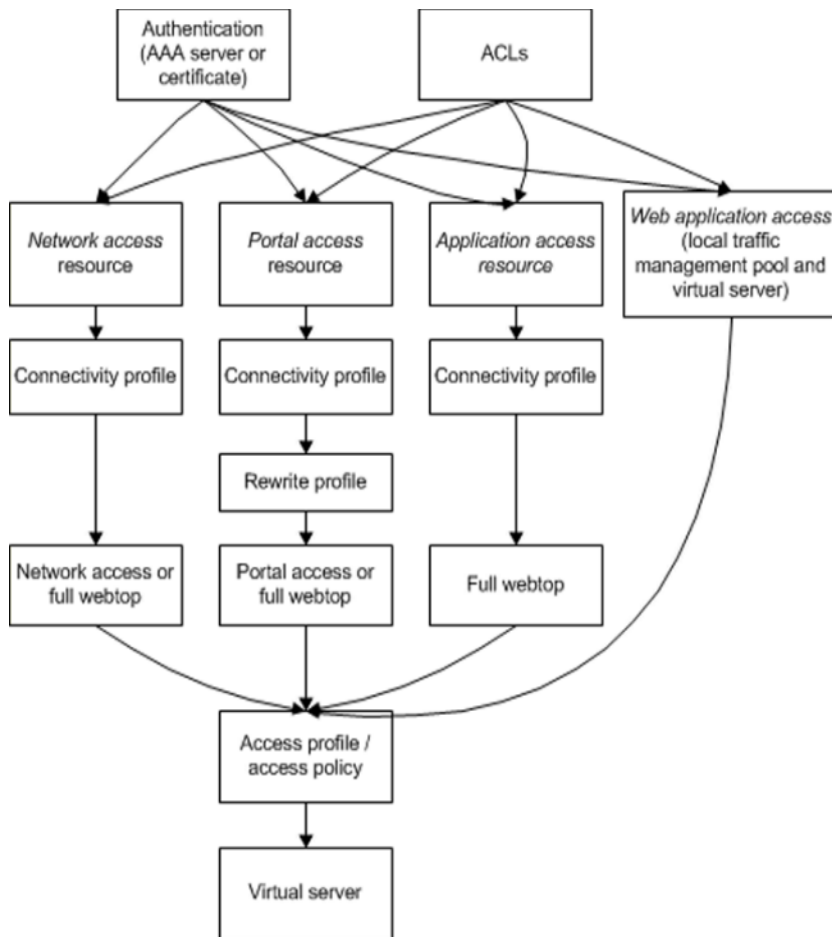 Authentication
(AAA server or
certificate)
ACLs
Network access
resource
Portal access
resource
Application access
resource
Web application access
(local traffic
management pool and
virtual server)
Connectivity profile
Connectivity profile
Connectivity profile
Rewrite profile
Network access or
full webtop
Portal access or
full webtop
Full webtop
Access profile /
access policy
Virtual server